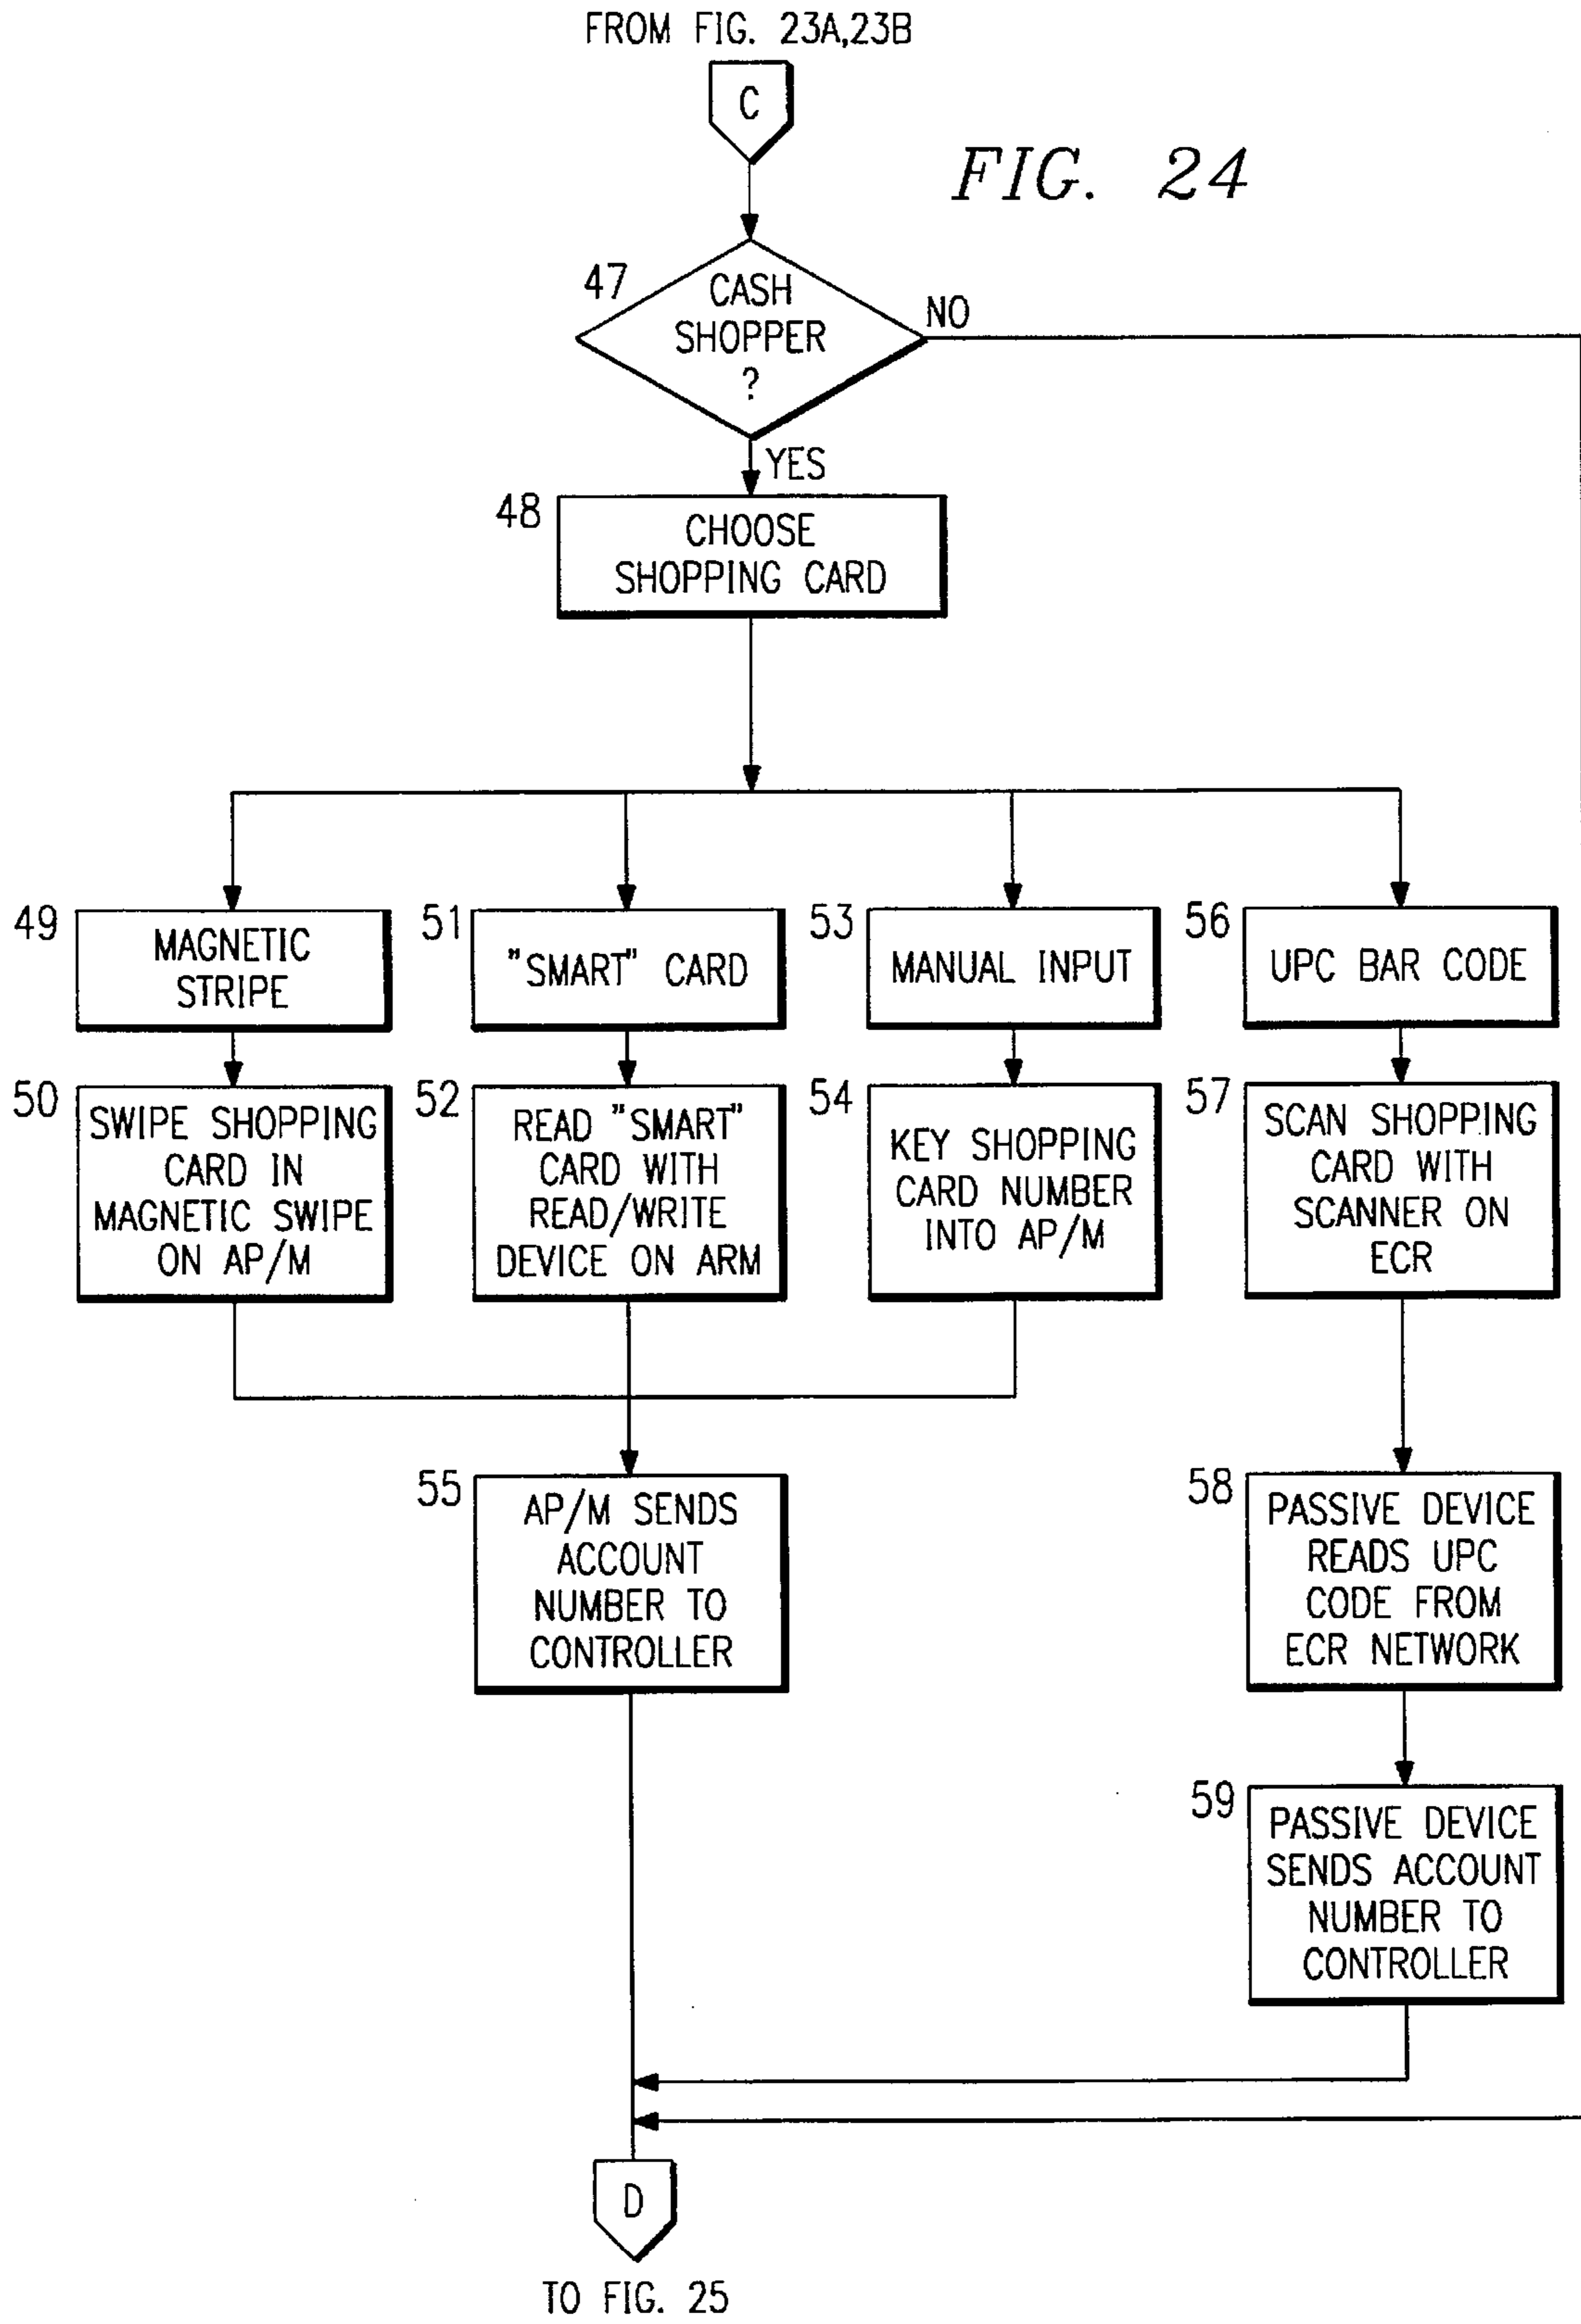 FROM FIG. 23A,23B
C
FIG. 24
47
CASH
SHOPPER
?
NO
YES
48
CHOOSE
SHOPPING CARD
49
MAGNETIC
STRIPE
51
"SMART" CARD
53
MANUAL INPUT
56
UPC BAR CODE
50
SWIPE SHOPPING
CARD IN
MAGNETIC SWIPE
ON AP/M
52
READ "SMART"
CARD WITH
READ/WRITE
DEVICE ON ARM
54
KEY SHOPPING
CARD NUMBER
INTO AP/M
57
SCAN SHOPPING
CARD WITH
SCANNER ON
ECR
55
AP/M SENDS
ACCOUNT
NUMBER TO
CONTROLLER
58
PASSIVE DEVICE
READS UPC
CODE FROM
ECR NETWORK
59
PASSIVE DEVICE
SENDS ACCOUNT
NUMBER TO
CONTROLLER
D
TO FIG. 25